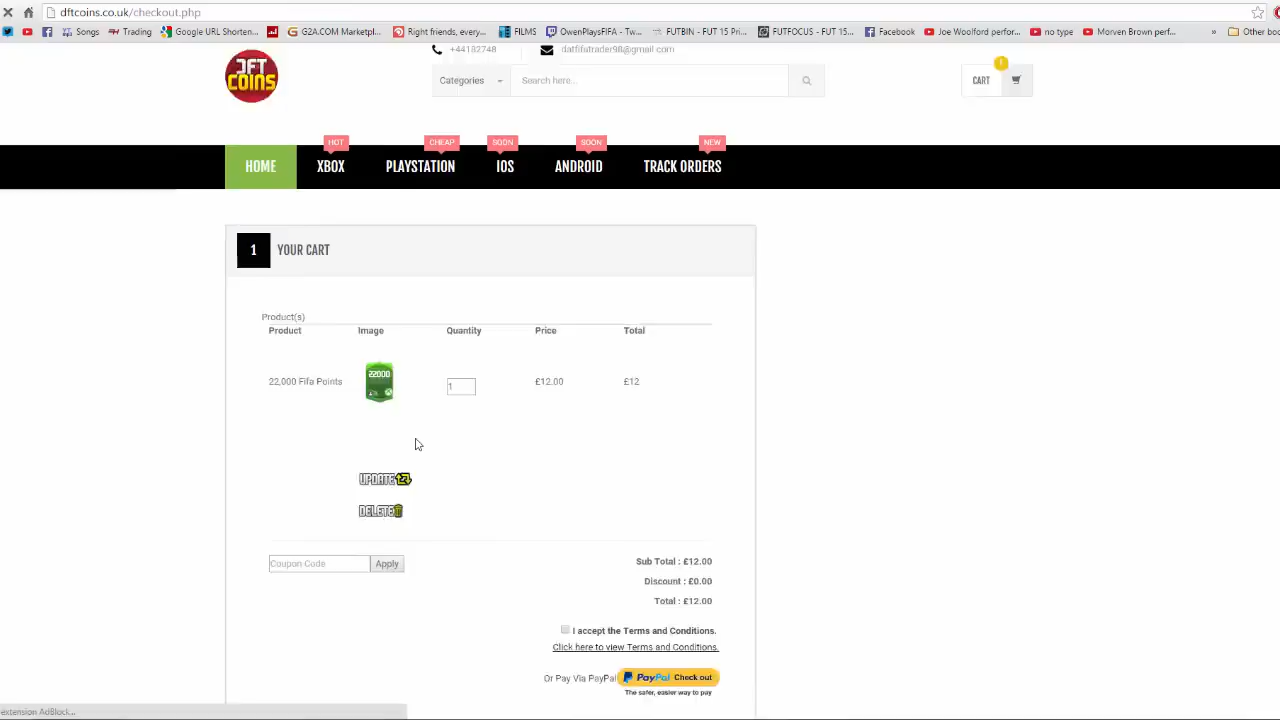 dftcoins.co.uk/checkout.php
Songs
Trading
Google URL Shorten...
G2A.COM Marketpl...
Right friends, every...
FILMS
OwenPlaysFIFA - Tw...
FUTBIN - FUT 15 Pri...
FUTFOCUS - FUT 15...
Facebook
Joe Woolford perfor...
no type
Morven Brown perf...
»
Other bo
+44182748
datfifatrader98@gmail.com
DFT COINS
Categories
Search here...
CART
1
HOT
CHEAP
SOON
SOON
NEW
HOME
XBOX
PLAYSTATION
IOS
ANDROID
TRACK ORDERS
1
YOUR CART
Product(s)
Product Image Quantity Price Total
22,000 Fifa Points 22000 1 £12.00 £12
UPDATE
DELETE
Coupon Code
Apply
Sub Total : £12.00
Discount : £0.00
Total : £12.00
I accept the Terms and Conditions.
Click here to view Terms and Conditions.
Or Pay Via PayPal
PayPal Check out
The safer, easier way to pay
extension AdBlock...